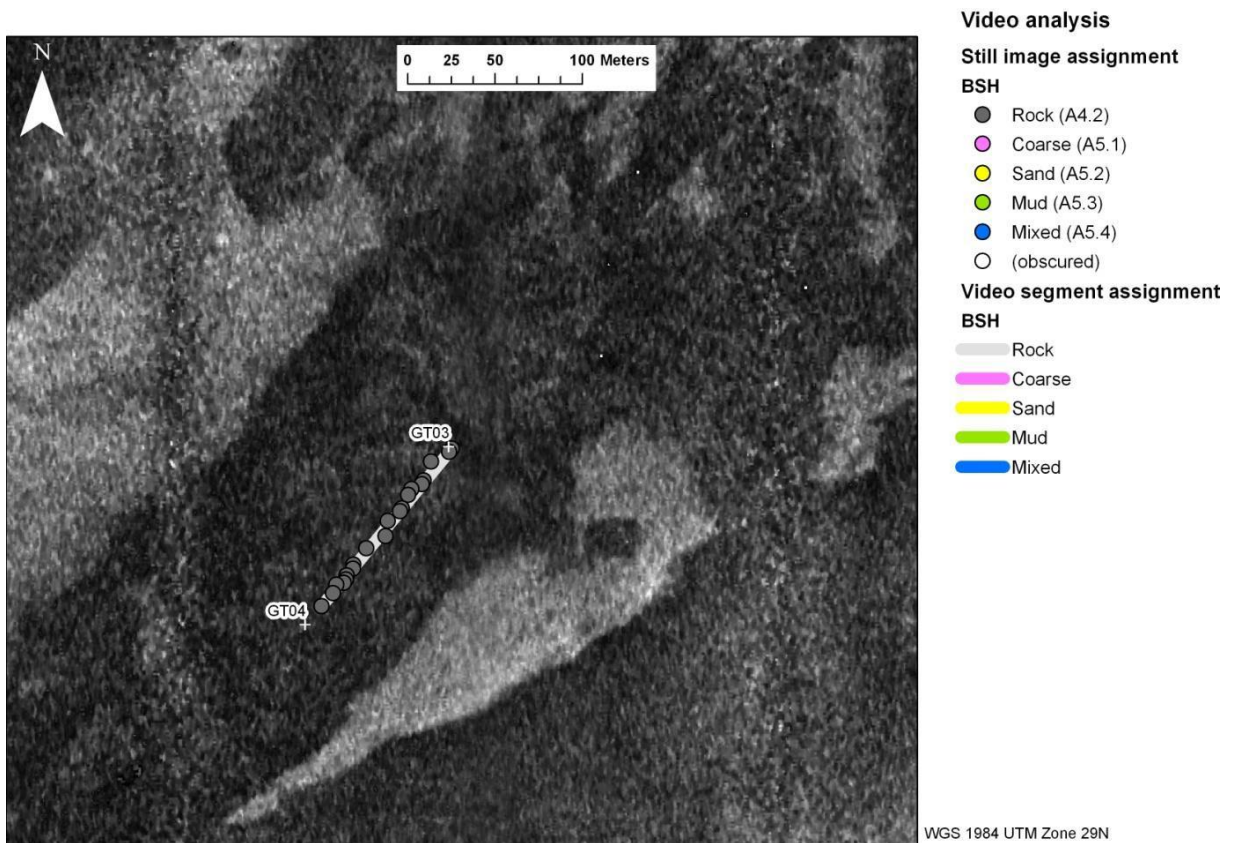 N
0 25 50 100 Meters
GT03
GT04
Video analysis
Still image assignment
BSH
Rock (A4.2)
Coarse (A5.1)
Sand (A5.2)
Mud (A5.3)
Mixed (A5.4)
(obscured)
Video segment assignment
BSH
Rock
Coarse
Sand
Mud
Mixed
WGS 1984 UTM Zone 29N